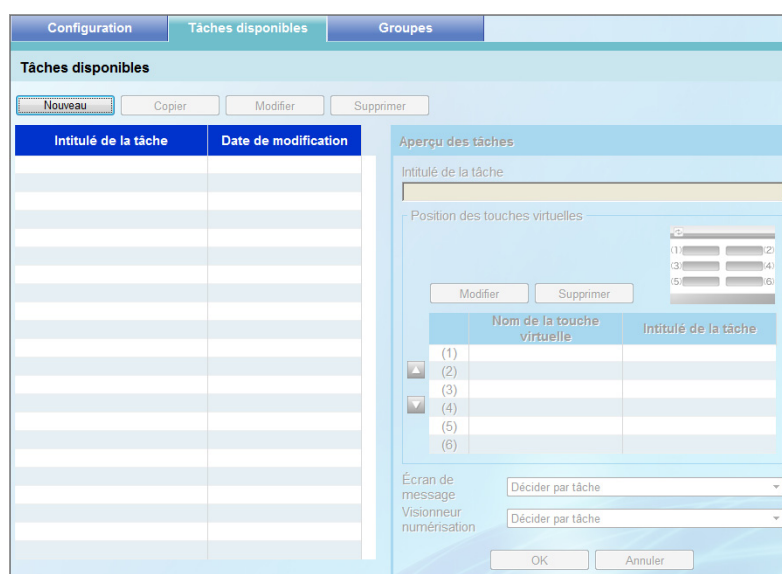 Configuration Tâches disponibles Groupes
Tâches disponibles
Nouveau Copier Modifier Supprimer
Intitulé de la tâche Date de modification
Aperçu des tâches
Intitulé de la tâche
Position des touches virtuelles
(1) (2)
(3) (4)
(5) (6)
Modifier Supprimer
Nom de la touche
virtuelle
Intitulé de la tâche
(1)
(2)
(3)
(4)
(5)
(6)
Écran de
message
Décider par tâche
Visionneur
numérisation
Décider par tâche
OK Annuler